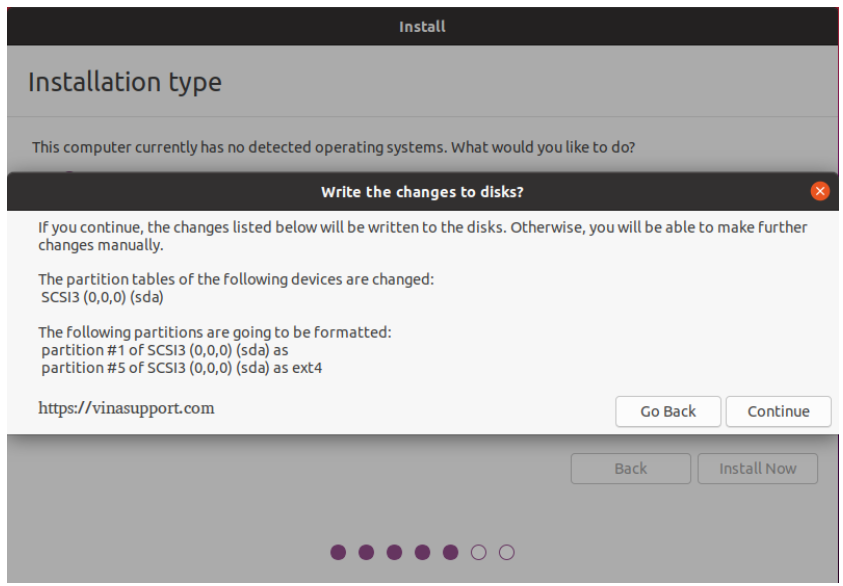 Install
Installation type
This computer currently has no detected operating systems. What would you like to do?
Write the changes to disks?
If you continue, the changes listed below will be written to the disks. Otherwise, you will be able to make further
changes manually.
The partition tables of the following devices are changed:
SCSI3 (0,0,0) (sda)
The following partitions are going to be formatted:
partition #1 of SCSI3 (0,0,0) (sda) as
partition #5 of SCSI3 (0,0,0) (sda) as ext4
https://vinasupport.com
Go Back
Continue
Back
Install Now